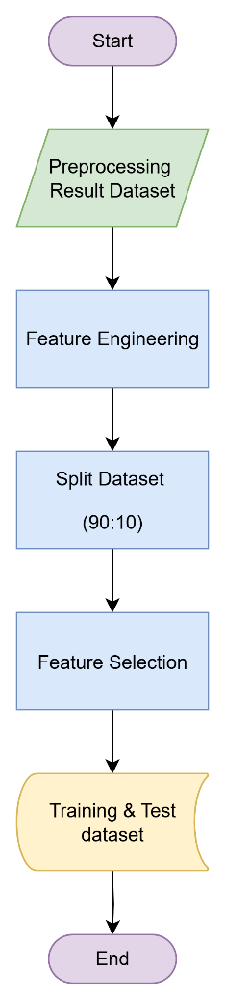 Start
Preprocessing
Result Dataset
Feature Engineering
Split Dataset
(90:10)
Feature Selection
Training & Test
dataset
End